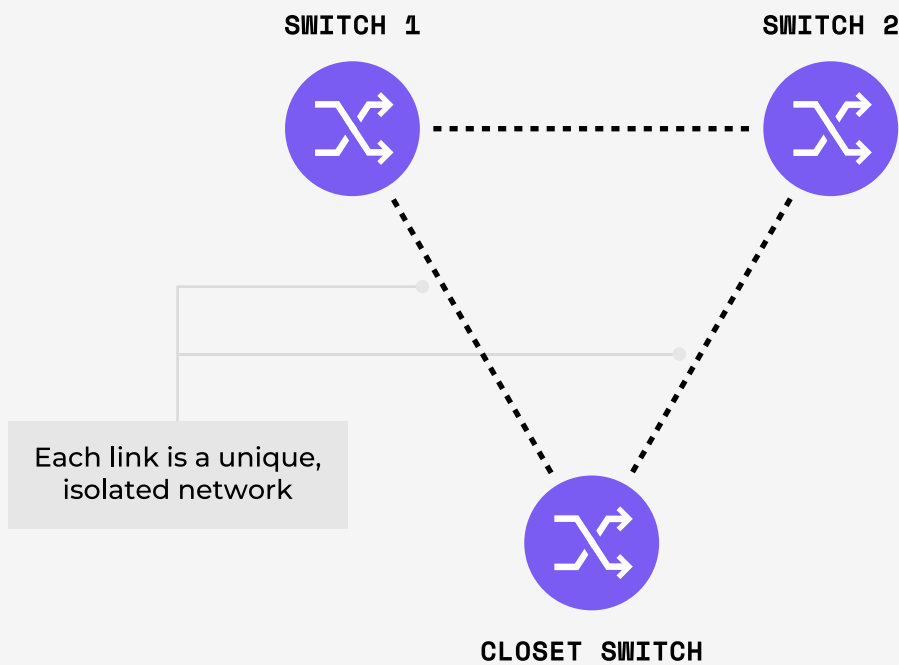 SWITCH 1
SWITCH 2
Each link is a unique,
isolated network
CLOSET SWITCH